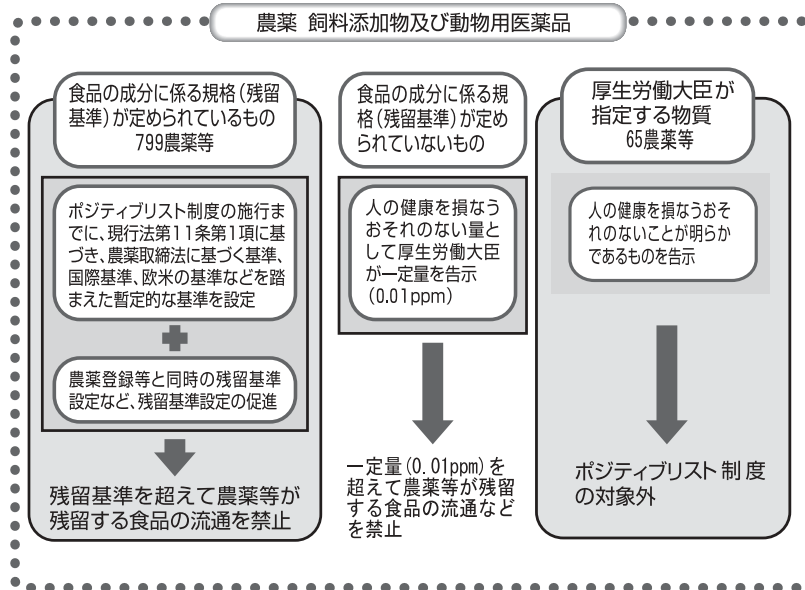 農薬 飼料添加物及び動物用医薬品
食品の成分に係る規格(残留
基準)が定められているもの
799農薬等
ポジティブリスト制度の施行ま
でに、現行法第11条第1項に基
づき、農薬取締法に基づく基準、
国際基準、欧米の基準などを踏
まえた暫定的な基準を設定
農薬登録等と同時の残留基準
設定など、残留基準設定の促進
残留基準を超えて農薬等が
残留する食品の流通を禁止
食品の成分に係る規
格(残留基準)が定め
られていないもの
人の健康を損なう
おそれのない量と
して厚生労働大臣
が一定量を告示
(0.01ppm)
一定量(0.01ppm)を
超えて農薬等が残留
する食品の流通など
を禁止
厚生労働大臣が
指定する物質
65農薬等
人の健康を損なうおそ
れのないことが明らか
であるものを告示
ポジティブリスト制度
の対象外